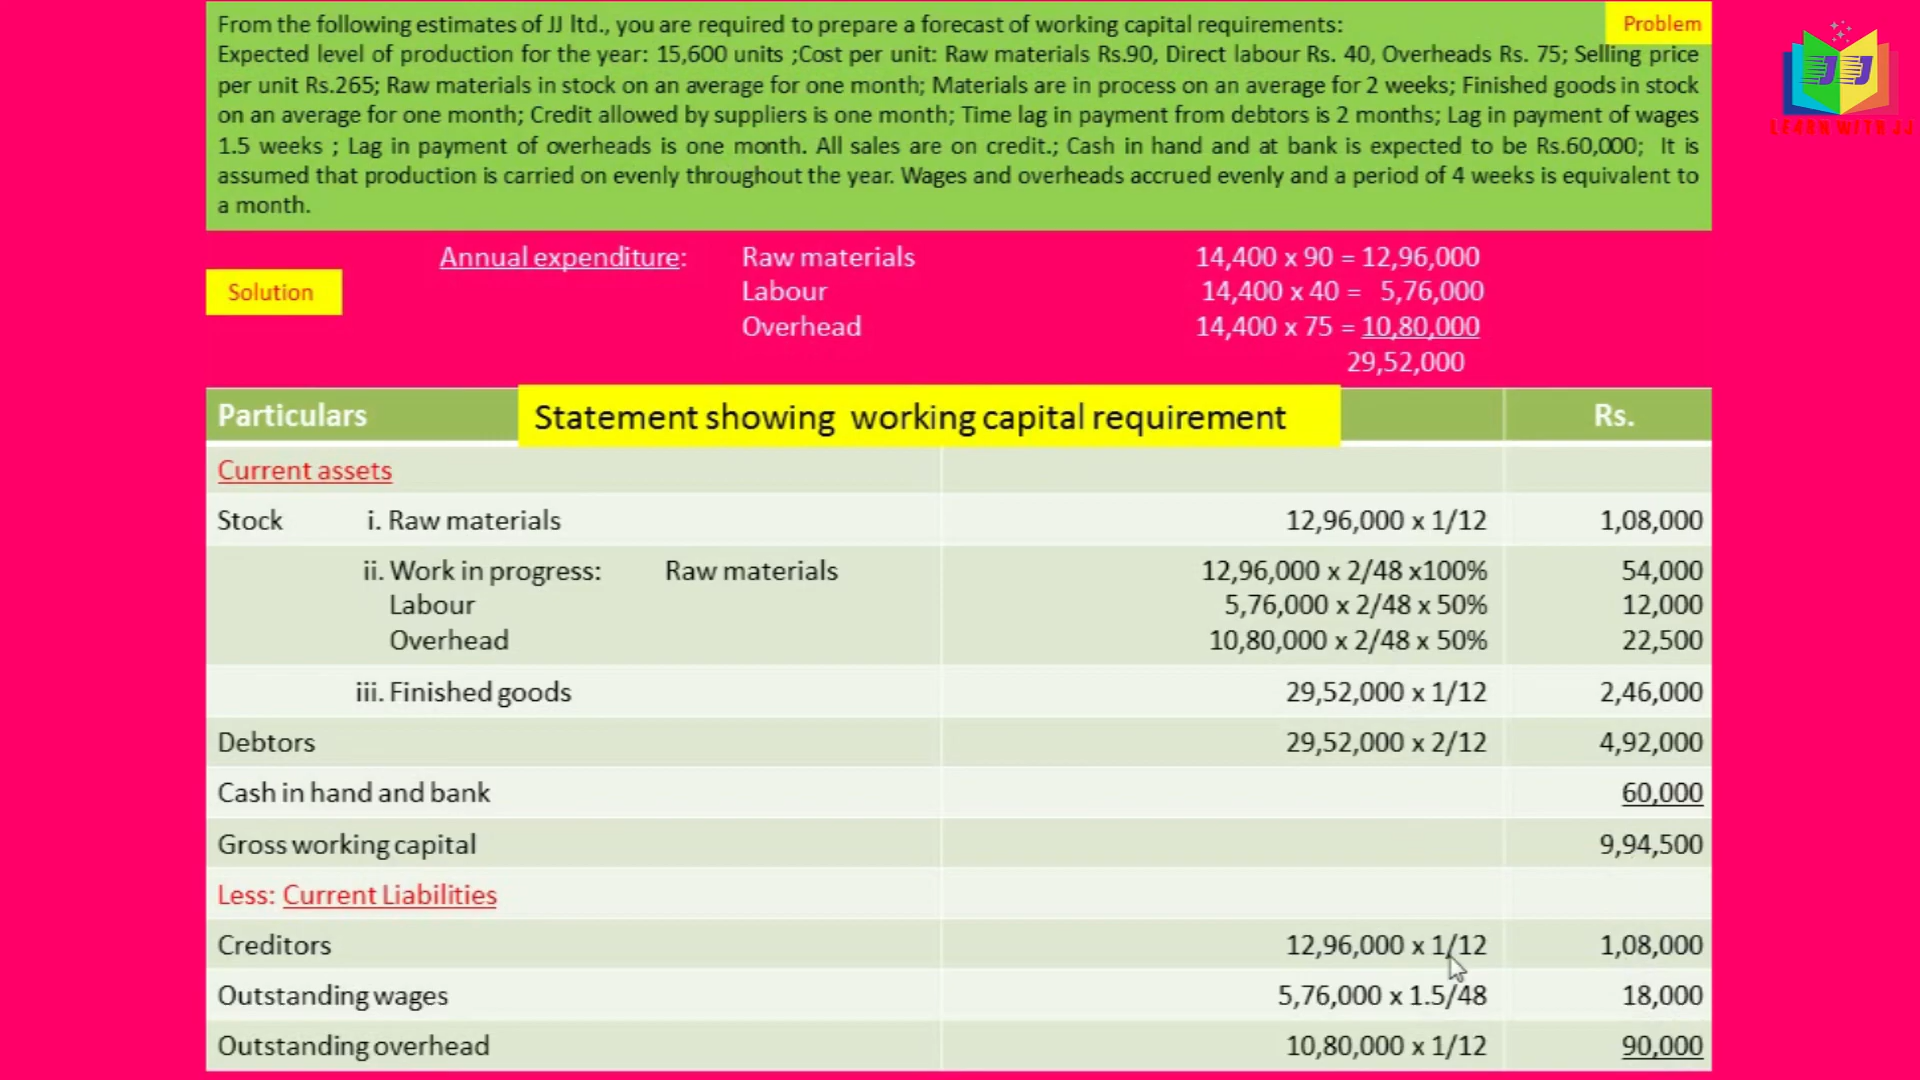 From the following estimates of JJ ltd., you are required to prepare a forecast of working capital requirements:
Problem
Expected level of production for the year: 15,600 units ;Cost per unit: Raw materials Rs.90, Direct labour Rs. 40, Overheads Rs. 75; Selling price
per unit Rs.265; Raw materials in stock on an average for one month; Materials are in process on an average for 2 weeks; Finished goods in stock
on an average for one month; Credit allowed by suppliers is one month; Time lag in payment from debtors is 2 months; Lag in payment of wages
1.5 weeks ; Lag in payment of overheads is one month. All sales are on credit.; Cash in hand and at bank is expected to be Rs.60,000; It is
assumed that production is carried on evenly throughout the year. Wages and overheads accrued evenly and a period of 4 weeks is equivalent to
a month.
JJ
LEARN WITH JJ
Solution
Annual expenditure: Raw materials 14,400 x 90 = 12,96,000
Labour 14,400 x 40 = 5,76,000
Overhead 14,400 x 75 = 10,80,000
29,52,000
Particulars Statement showing working capital requirement Rs.
Current assets
Stock i. Raw materials 12,96,000 x 1/12 1,08,000
ii. Work in progress: Raw materials 12,96,000 x 2/48 x100% 54,000
Labour 5,76,000 x 2/48 x 50% 12,000
Overhead 10,80,000 x 2/48 x 50% 22,500
iii. Finished goods 29,52,000 x 1/12 2,46,000
Debtors 29,52,000 x 2/12 4,92,000
Cash in hand and bank 60,000
Gross working capital 9,94,500
Less: Current Liabilities
Creditors 12,96,000 x 1/12 1,08,000
Outstanding wages 5,76,000 x 1.5/48 18,000
Outstanding overhead 10,80,000 x 1/12 90,000